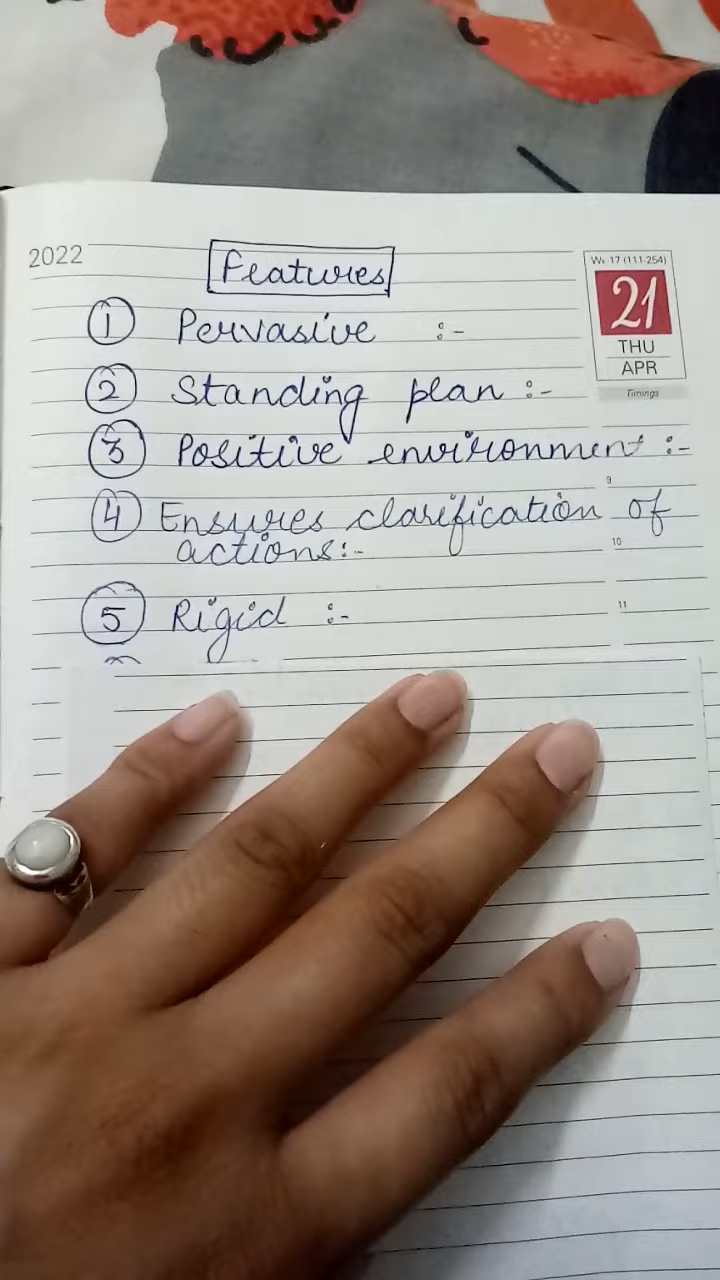 2022
Features
Wk-17 (111-254)
21
THU
APR
Timings
① Pervasive :-
② Standing plan :-
③ Positive environment :-
9
④ Ensures clarification of
actions:-
10
⑤ Rigid :-
11